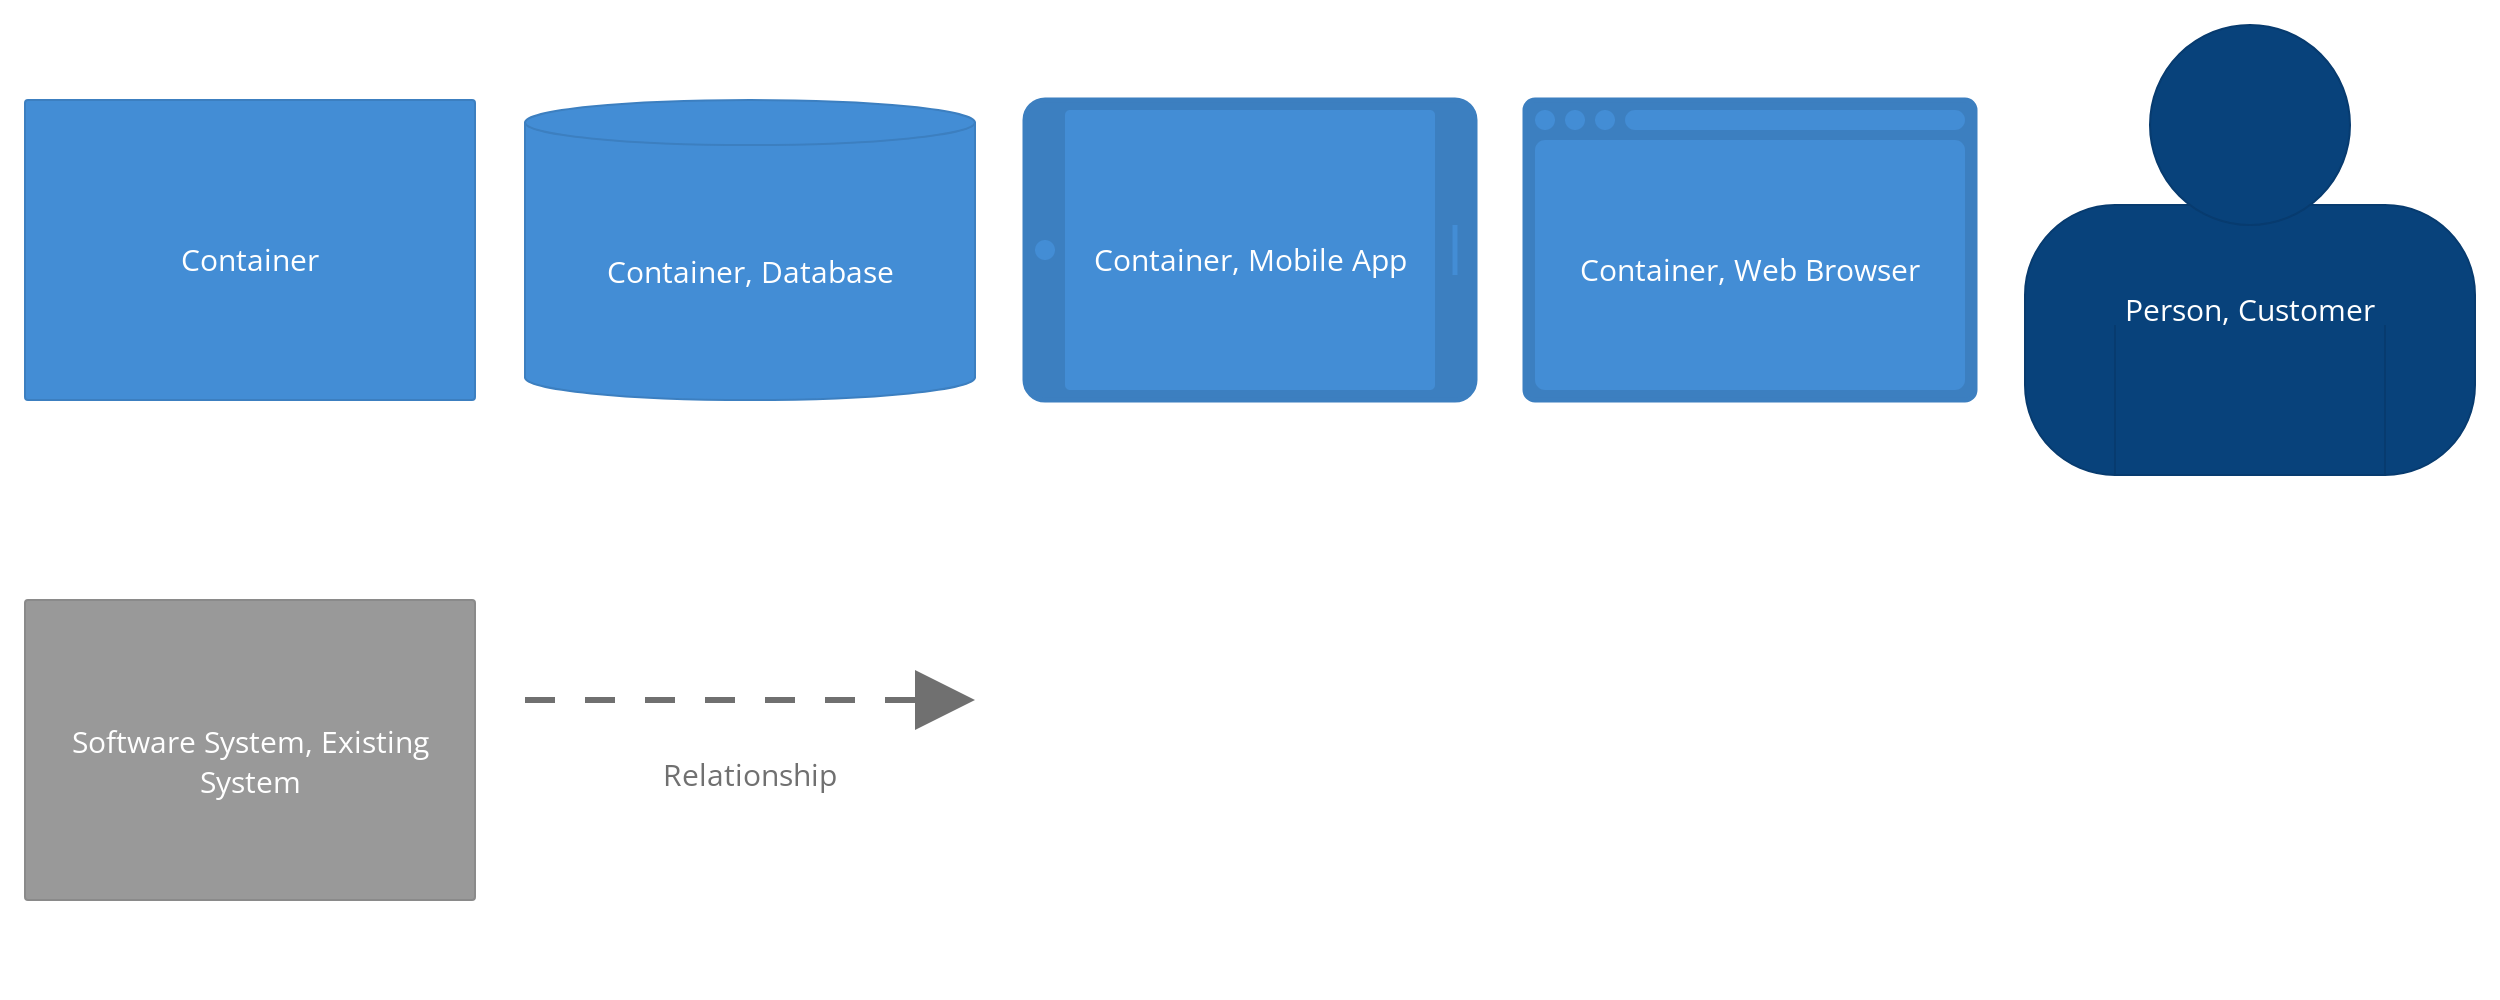 Container
Container, Database
Container, Mobile App
Container, Web Browser
Person, Customer
Software System, Existing
System
Relationship